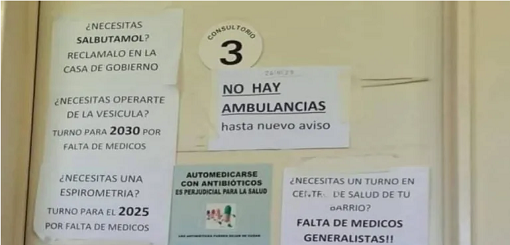 ¿NECESITAS
SALBUTAMOL?
RECLAMALO EN LA
CASA DE GOBIERNO
¿NECESITAS OPERARTE
DE LA VESICULA?
TURNO PARA 2030 POR
FALTA DE MEDICOS
¿NECESITAS UNA
ESPIROMETRIA?
TURNO PARA EL 2025
POR FALTA DE MEDICOS
CONSULTORIO
3
NO HAY
AMBULANCIAS
hasta nuevo aviso
AUTOMEDICARSE
CON ANTIBIÓTICOS
ES PERJUDICIAL PARA LA SALUD
¿NECESITAS UN TURNO EN
DE SALUD DE TU
BARRIO?
FALTA DE MEDICOS
GENERALISTAS!!